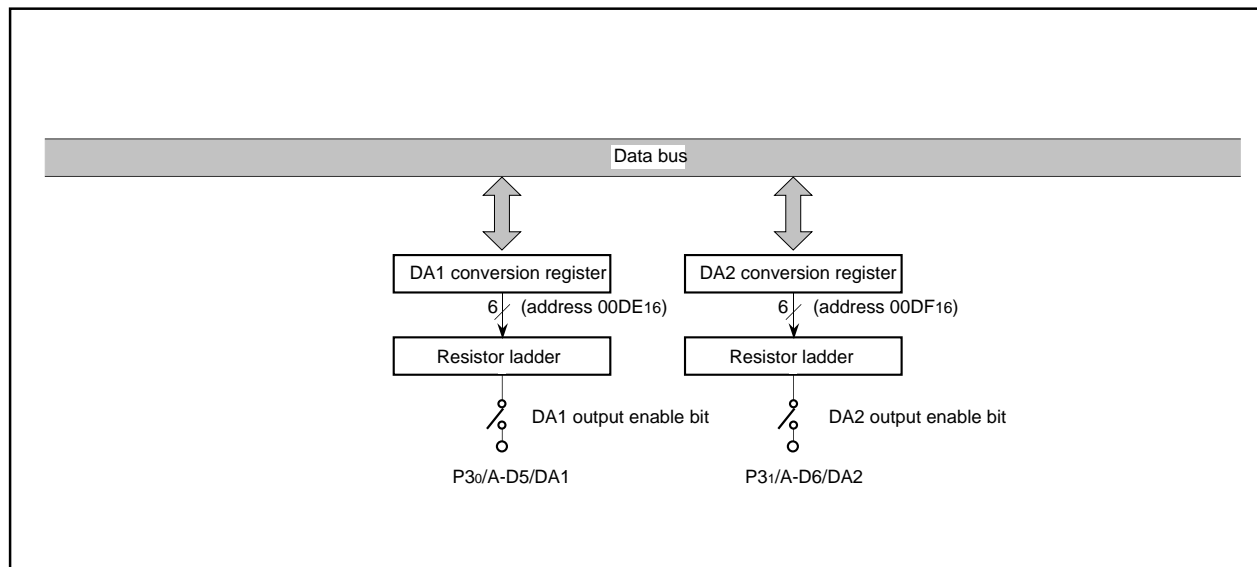 Data bus
DA1 conversion register DA2 conversion register
6 (address 00DE16) 6 (address 00DF16)
Resistor ladder Resistor ladder
DA1 output enable bit DA2 output enable bit
P30/A-D5/DA1 P31/A-D6/DA2